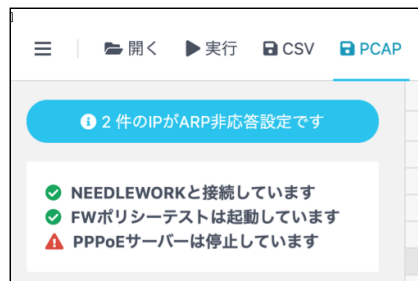 開く 実行 CSV PCAP
2 件のIPがARP非応答設定です
NEEDLEWORKと接続しています
FWポリシーテストは起動しています
PPPoEサーバーは停止しています